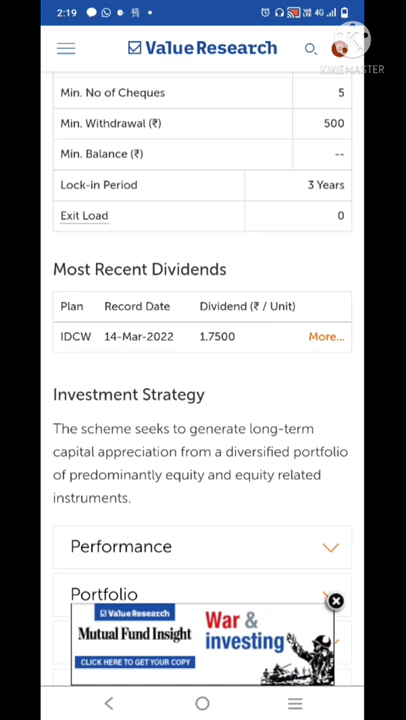 2:19
4G
Value Research
KINEMASTER
Min. No of Cheques 5
Min. Withdrawal (₹) 500
Min. Balance (₹) --
Lock-in Period 3 Years
Exit Load 0
Most Recent Dividends
Plan Record Date Dividend (₹ / Unit)
IDCW 14-Mar-2022 1.7500 More...
Investment Strategy
The scheme seeks to generate long-term
capital appreciation from a diversified portfolio
of predominantly equity and equity related
instruments.
Performance
Portfolio
Value Research
Mutual Fund Insight
CLICK HERE TO GET YOUR COPY
War &
investing